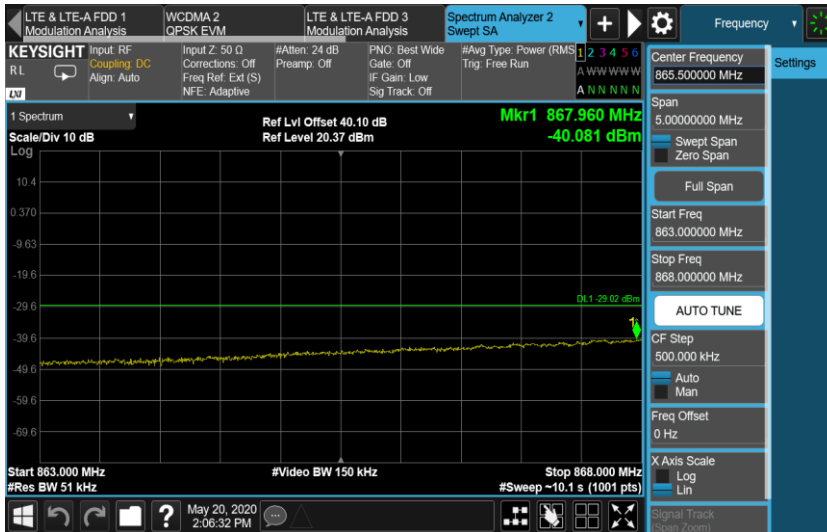 LTE & LTE-A FDD 1
Modulation Analysis
WCDMA 2
QPSK EVM
LTE & LTE-A FDD 3
Modulation Analysis
Spectrum Analyzer 2
Swept SA
Frequency
KEYSIGHT
RL
LXI
Input: RF
Coupling: DC
Align: Auto
Input Z: 50 Ω
Corrections: Off
Freq Ref: Ext (S)
NFE: Adaptive
#Atten: 24 dB
Preamp: Off
PNO: Best Wide
Gate: Off
IF Gain: Low
Sig Track: Off
#Avg Type: Power (RMS
Trig: Free Run
1 2 3 4 5 6
A W W W W W
A N N N N N
1 Spectrum
Scale/Div 10 dB
Log
Ref Lvl Offset 40.10 dB
Ref Level 20.37 dBm
Mkr1 867.960 MHz
-40.081 dBm
10.4
0.370
-9.63
-19.6
-29.6
-39.6
-49.6
-59.6
-69.6
DL1 -29.02 dBm
1
Start 863.000 MHz
#Res BW 51 kHz
#Video BW 150 kHz
Stop 868.000 MHz
#Sweep ~10.1 s (1001 pts)
May 20, 2020
2:06:32 PM
Center Frequency
865.500000 MHz
Settings
Span
5.00000000 MHz
Swept Span
Zero Span
Full Span
Start Freq
863.000000 MHz
Stop Freq
868.000000 MHz
AUTO TUNE
CF Step
500.000 kHz
Auto
Man
Freq Offset
0 Hz
X Axis Scale
Log
Lin
Signal Track
(Span Zoom)